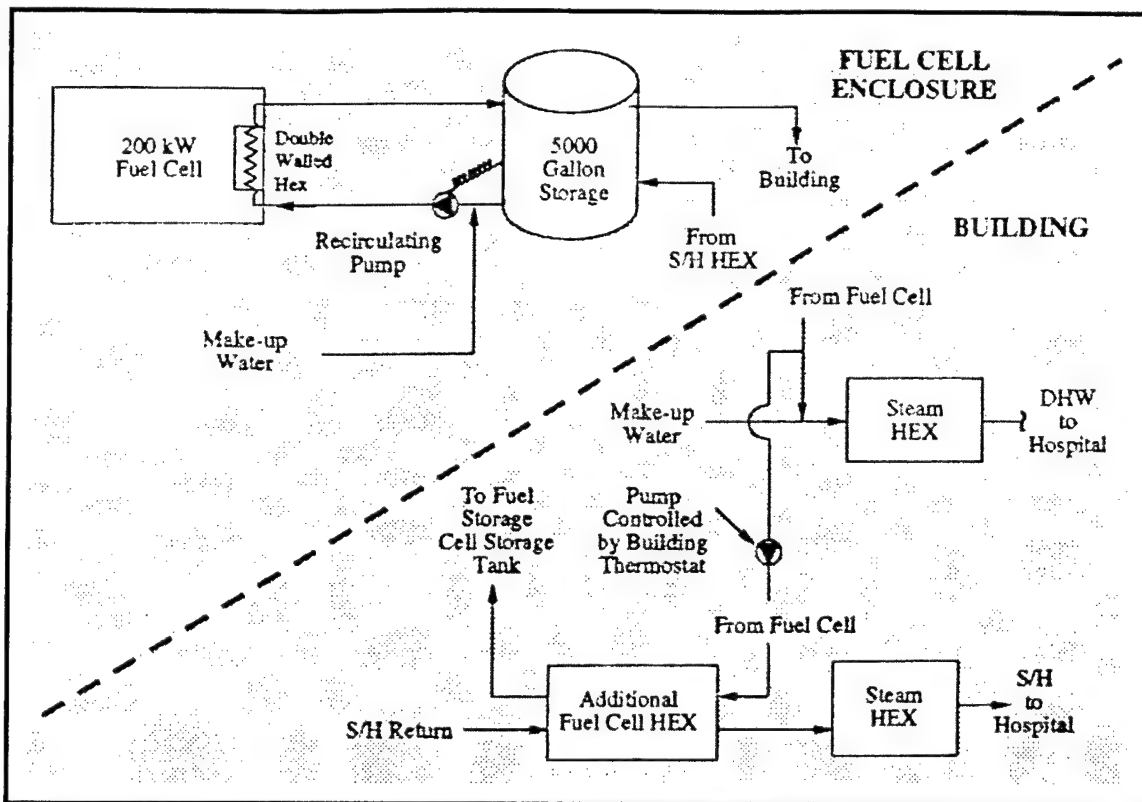 FUEL CELL
ENCLOSURE
200 kW
Fuel Cell
Double
Walled
Hex
5000
Gallon
Storage
To
Building
Recirculating
Pump
From
S/H HEX
BUILDING
Make-up
Water
From Fuel Cell
Make-up
Water
Steam
HEX
DHW
to
Hospital
To Fuel
Storage
Cell Storage
Tank
Pump
Controlled
by Building
Thermostat
From Fuel Cell
S/H Return
Additional
Fuel Cell HEX
Steam
HEX
S/H
to
Hospital